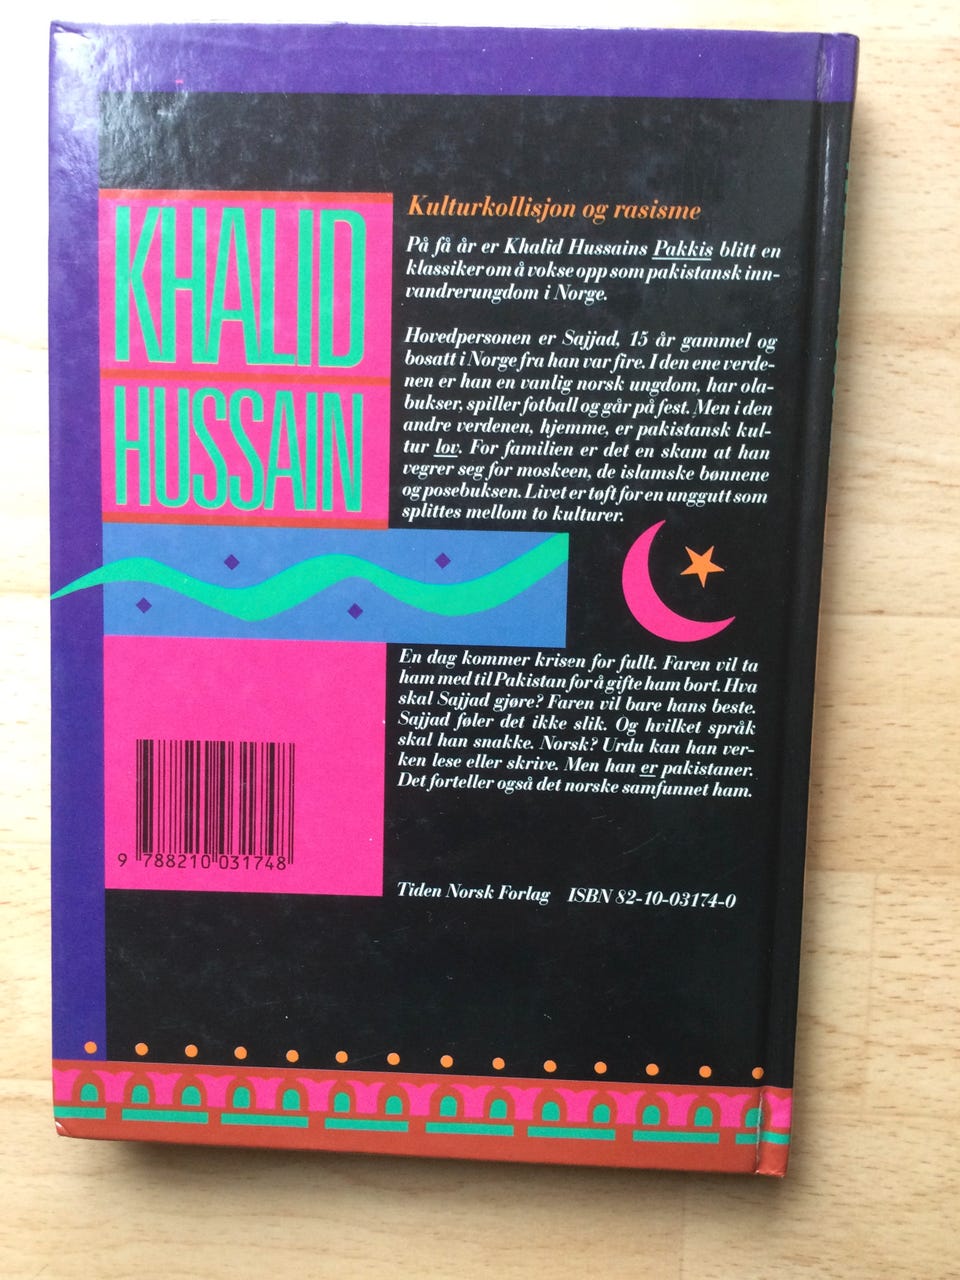 KHALID
HUSSAIN
Kulturkollisjon og rasisme
På få år er Khalid Hussains Pakkis blitt en
klassiker om å vokse opp som pakistansk inn-
vandrerungdom i Norge.
Hovedpersonen er Sajjad, 15 år gammel og
bosatt i Norge fra han var fire. I den ene verde-
nen er han en vanlig norsk ungdom, har ola-
bukser, spiller fotball og går på fest. Men i den
andre verdenen, hjemme, er pakistansk kul-
tur lov. For familien er det en skam at han
vegrer seg for moskeen, de islamske bønnene
og posebuksen. Livet er tøft for en unggutt som
splittes mellom to kulturer.
En dag kommer krisen for fullt. Faren vil ta
ham med til Pakistan for å gifte ham bort. Hva
skal Sajjad gjøre? Faren vil bare hans beste.
Sajjad føler det ikke slik. Og hvilket språk
skal han snakke. Norsk? Urdu kan han ver-
ken lese eller skrive. Men han er pakistaner.
Det forteller også det norske samfunnet ham.
9 788210 031748
Tiden Norsk Forlag ISBN 82-10-03174-0